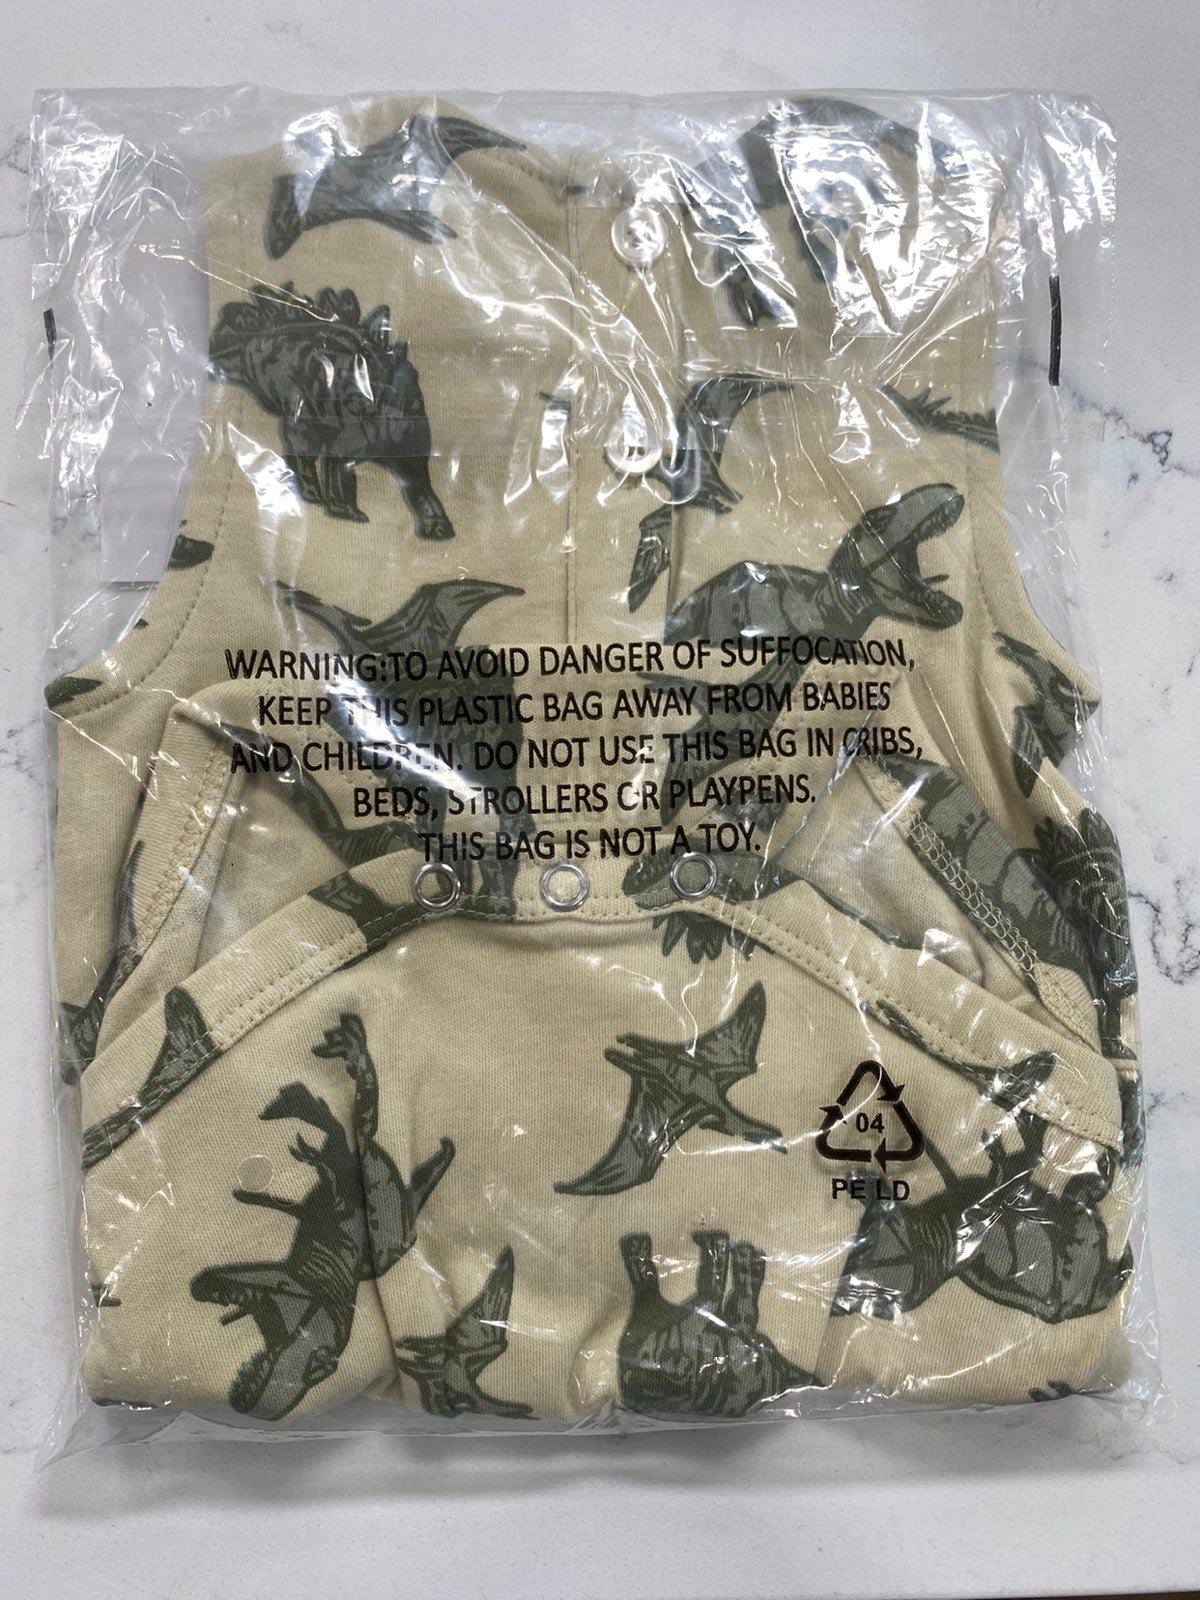 WARNING:TO AVOID DANGER OF SUFFOCATION,
KEEP THIS PLASTIC BAG AWAY FROM BABIES
AND CHILDREN. DO NOT USE THIS BAG IN CRIBS,
BEDS, STROLLERS OR PLAYPENS.
THIS BAG IS NOT A TOY.
04
PE LD